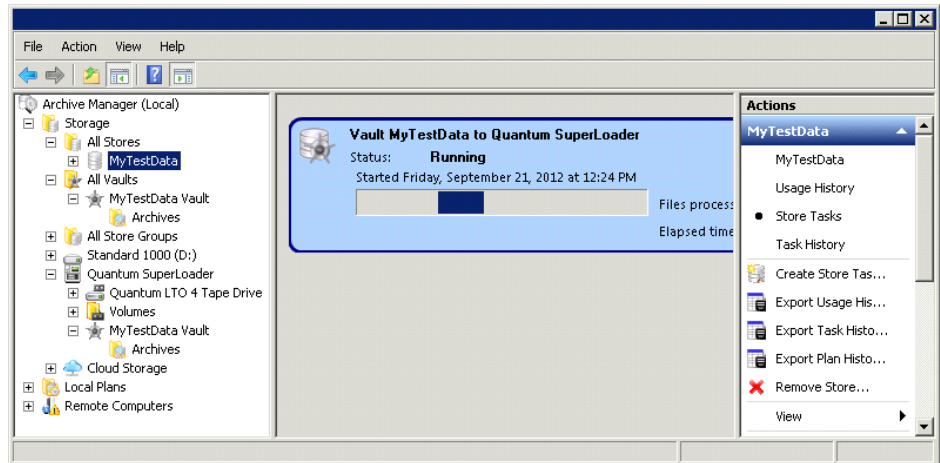 File Action View Help
Archive Manager (Local)
Storage
All Stores
MyTestData
All Vaults
MyTestData Vault
Archives
All Store Groups
Standard 1000 (D:)
Quantum SuperLoader
Quantum LTO 4 Tape Drive
Volumes
MyTestData Vault
Archives
Cloud Storage
Local Plans
Remote Computers
Vault MyTestData to Quantum SuperLoader
Status: Running
Started Friday, September 21, 2012 at 12:24 PM
Files process
Elapsed time
Actions
MyTestData
MyTestData
Usage History
Store Tasks
Task History
Create Store Tas...
Export Usage His...
Export Task Histo...
Export Plan Histo...
Remove Store...
View